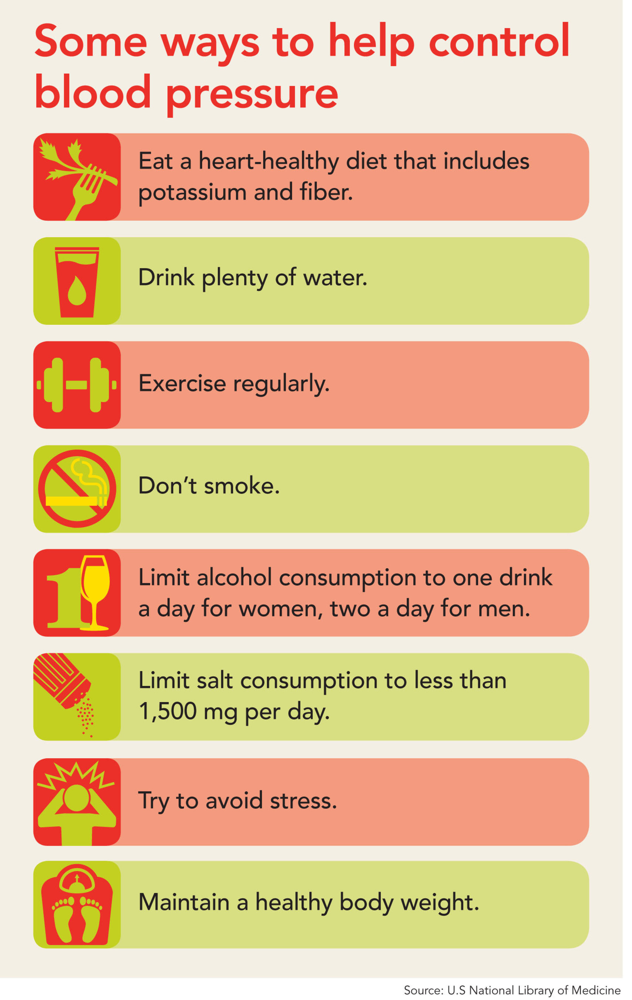 Some ways to help control
blood pressure
Eat a heart-healthy diet that includes
potassium and fiber.
Drink plenty of water.
Exercise regularly.
Don't smoke.
1
Limit alcohol consumption to one drink
a day for women, two a day for men.
Limit salt consumption to less than
1,500 mg per day.
Try to avoid stress.
Maintain a healthy body weight.
Source: U.S National Library of Medicine